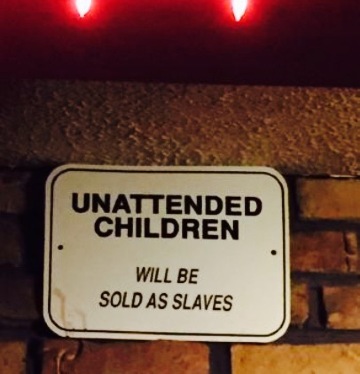 UNATTENDED
CHILDREN
WILL BE
SOLD AS SLAVES